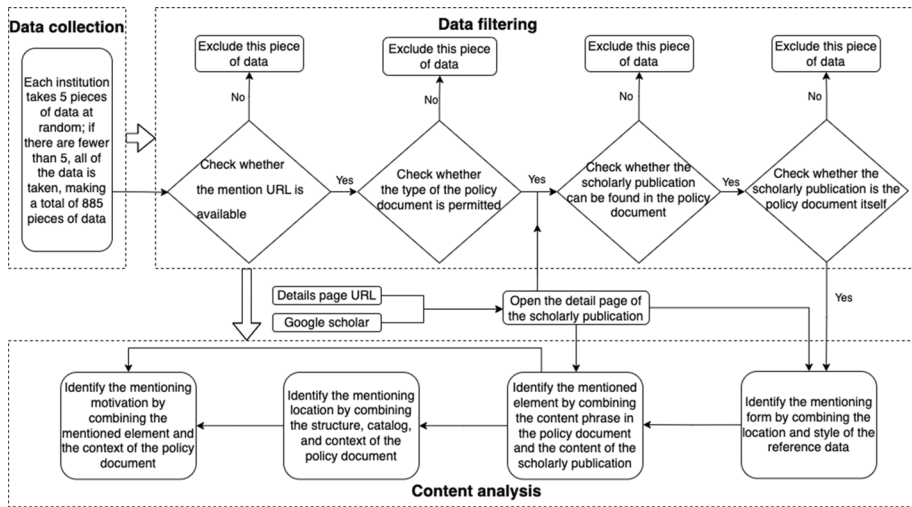 Data collection
Each institution
takes 5 pieces
of data at
random; if
there are fewer
than 5, all of
the data is
taken, making
a total of 885
pieces of data
Data filtering
Exclude this piece
of data
Exclude this piece
of data
Exclude this piece
of data
Exclude this piece
of data
No
No
No
No
Check whether
the mention URL is
available
Yes
Check whether
the type of the policy
document is permitted
Yes
Check whether the
scholarly publication
can be found in the policy
document
Yes
Check whether the
scholarly publication is the
policy document itself
Yes
Details page URL
Google scholar
Open the detail page of
the scholarly publication
Identify the mentioning
motivation by
combining the
mentioned element and
the context of the policy
document
Identify the mentioning
location by combining
the structure, catalog,
and context of the
policy document
Identify the mentioned
element by combining
the content phrase in
the policy document
and the content of the
scholarly publication
Identify the mentioning
form by combining the
location and style of the
reference data
Content analysis